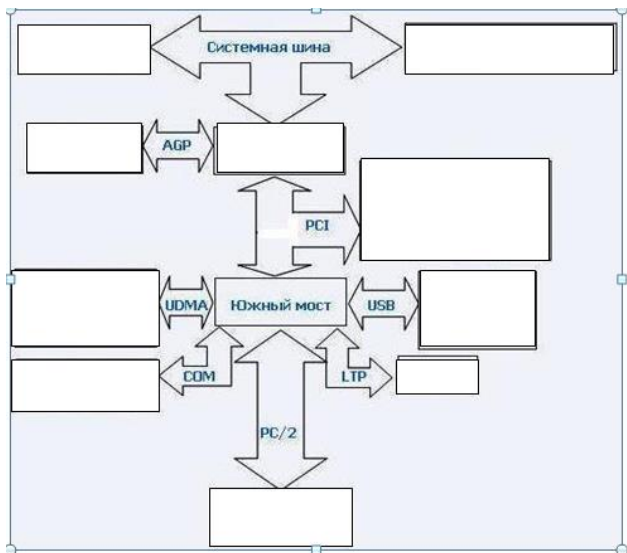 Системная шина
AGP
PCI
UDMA
Южный мост
USB
COM
LTP
PC/2